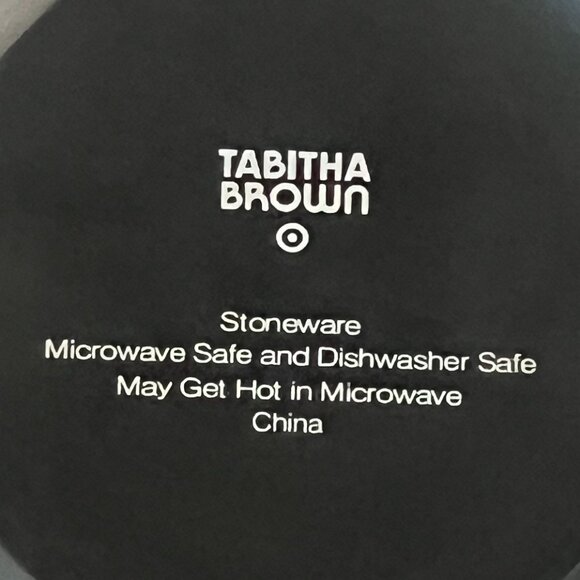 TABITHA
BROWN
Stoneware
Microwave Safe and Dishwasher Safe
May Get Hot in Microwave
China